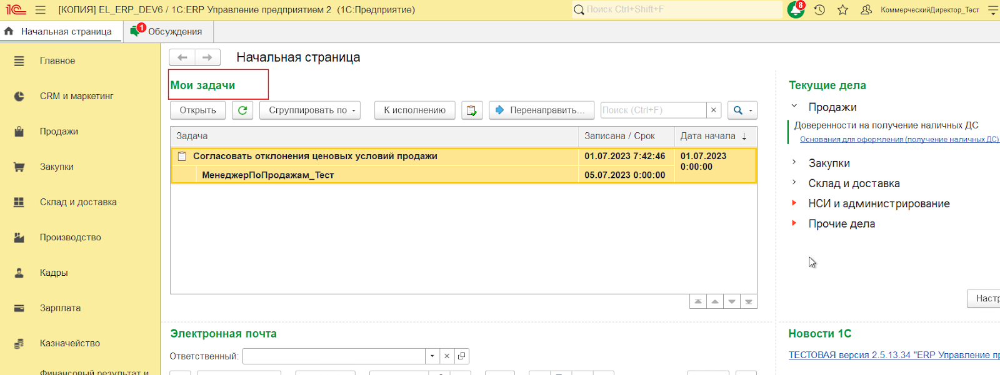 1С [КОПИЯ] EL_ERP_DEV6 / 1С:ERP Управление предприятием 2 (1С:Предприятие) Поиск Ctrl+Shift+F 8 КоммерческийДиректор_Тест
Начальная страница 1 Обсуждения
Главное
CRM и маркетинг
Продажи
Закупки
Склад и доставка
Производство
Кадры
Зарплата
Казначейство
Финансовый результат и
Начальная страница
Мои задачи
Открыть Сгруппировать по К исполнению Перенаправить... Поиск (Ctrl+F) ×
Задача Записана / Срок Дата начала ↓
Согласовать отклонения ценовых условий продажи 01.07.2023 7:42:46 01.07.2023
0:00:00
МенеджерПоПродажам_Тест 05.07.2023 0:00:00
Электронная почта
Ответственный: ×
Текущие дела
Продажи
Доверенности на получение наличных ДС
Основания для оформления (получение наличных ДС)
Закупки
Склад и доставка
НСИ и администрирование
Прочие дела
Настр
Новости 1С
ТЕСТОВАЯ версия 2.5.13.34 "ERP Управление пр